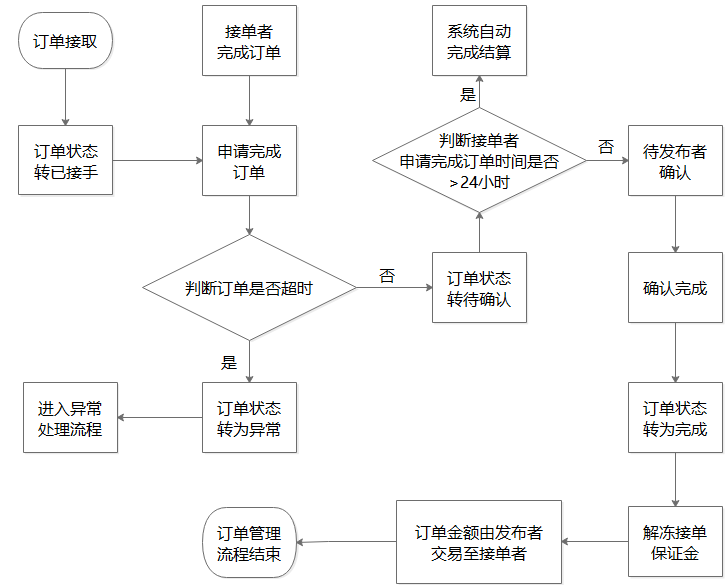 订单接取
接单者
完成订单
系统自动
完成结算
是
订单状态
转已接手
申请完成
订单
判断接单者
申请完成订单时间是否
>24小时
否
待发布者
确认
判断订单是否超时
否
订单状态
转待确认
确认完成
是
进入异常
处理流程
订单状态
转为异常
订单状态
转为完成
订单管理
流程结束
订单金额由发布者
交易至接单者
解冻接单
保证金